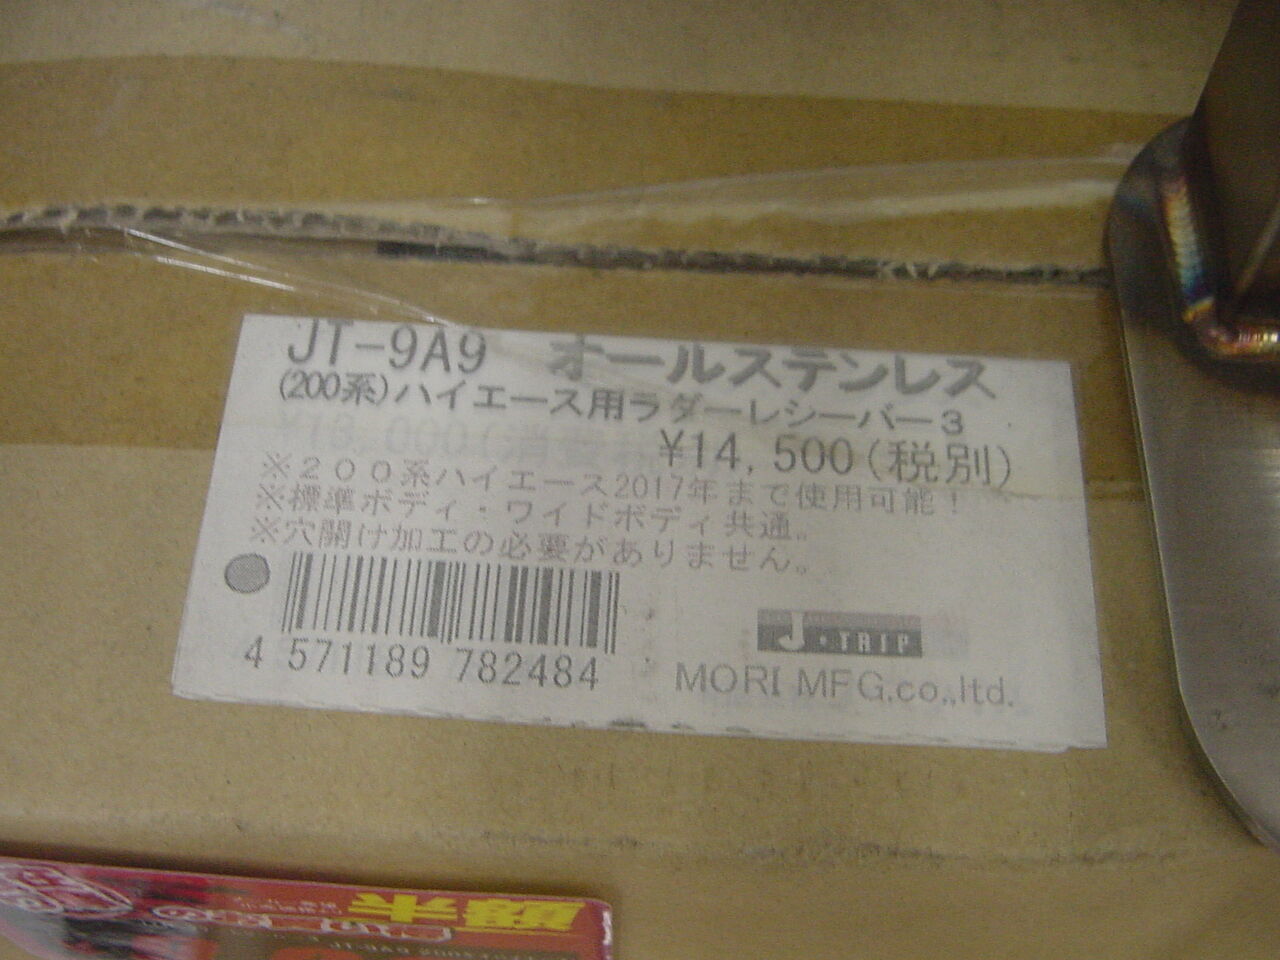 JT-9A9 オールステンレス
(200系)ハイエース用ラダーレシーバー3
¥14,500(税別)
※200系ハイエース2017年まで使用可能！
※標準ボディ・ワイドボディ共通。
※穴開け加工の必要がありません。
4 571189 782484
J・TRIP
MORI MFG.co.,ltd.